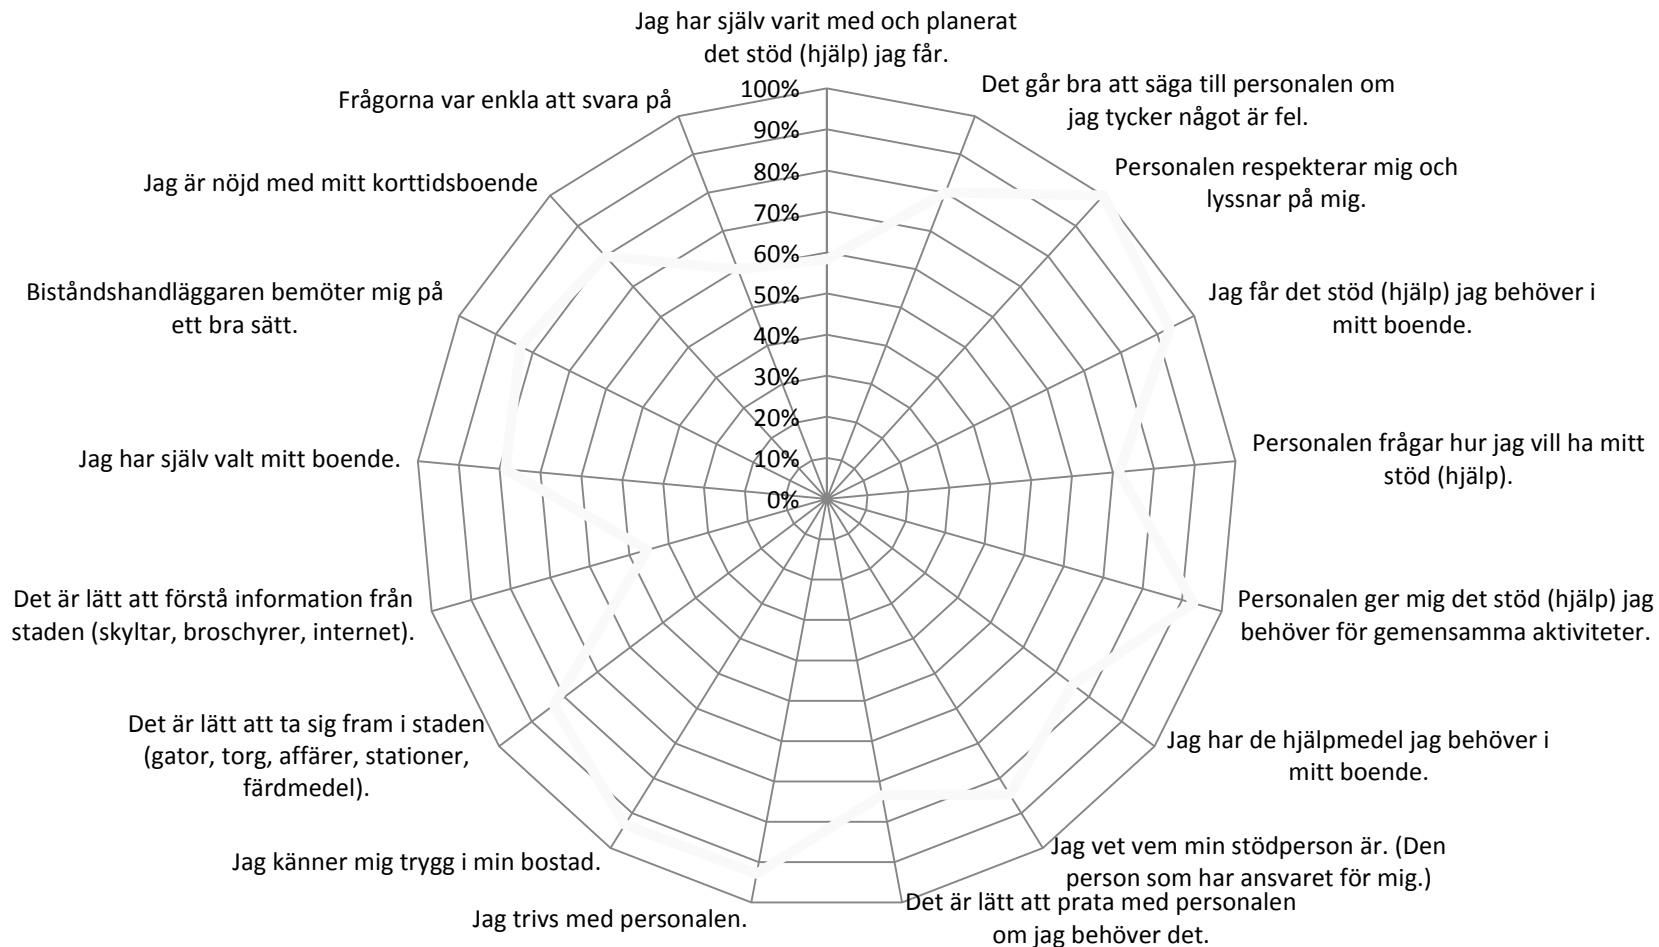 Jag har själv varit med och planerat
det stöd (hjälp) jag får.
Det går bra att säga till personalen om
jag tycker något är fel.
Personalen respekterar mig och
lyssnar på mig.
Jag får det stöd (hjälp) jag behöver i
mitt boende.
Personalen frågar hur jag vill ha mitt
stöd (hjälp).
Personalen ger mig det stöd (hjälp) jag
behöver för gemensamma aktiviteter.
Jag har de hjälpmedel jag behöver i
mitt boende.
Jag vet vem min stödperson är. (Den
person som har ansvaret för mig.)
Det är lätt att prata med personalen
om jag behöver det.
Jag trivs med personalen.
Jag känner mig trygg i min bostad.
Det är lätt att ta sig fram i staden
(gator, torg, affärer, stationer,
färdmedel).
Det är lätt att förstå information från
staden (skyltar, broschyrer, internet).
Jag har själv valt mitt boende.
Biståndshandläggaren bemöter mig på
ett bra sätt.
Jag är nöjd med mitt korttidsboende
Frågorna var enkla att svara på
100%
90%
80%
70%
60%
50%
40%
30%
20%
10%
0%